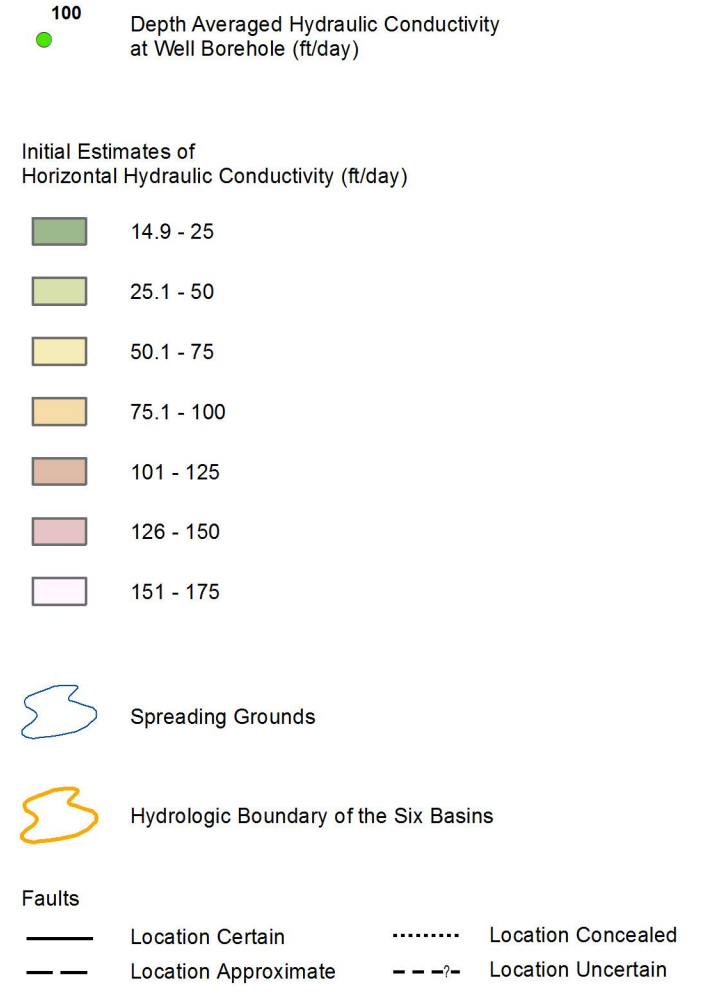 100
Depth Averaged Hydraulic Conductivity
at Well Borehole (ft/day)
Initial Estimates of
Horizontal Hydraulic Conductivity (ft/day)
14.9 - 25
25.1 - 50
50.1 - 75
75.1 - 100
101 - 125
126 - 150
151 - 175
Spreading Grounds
Hydrologic Boundary of the Six Basins
Faults
Location Certain
Location Concealed
Location Approximate
?
Location Uncertain